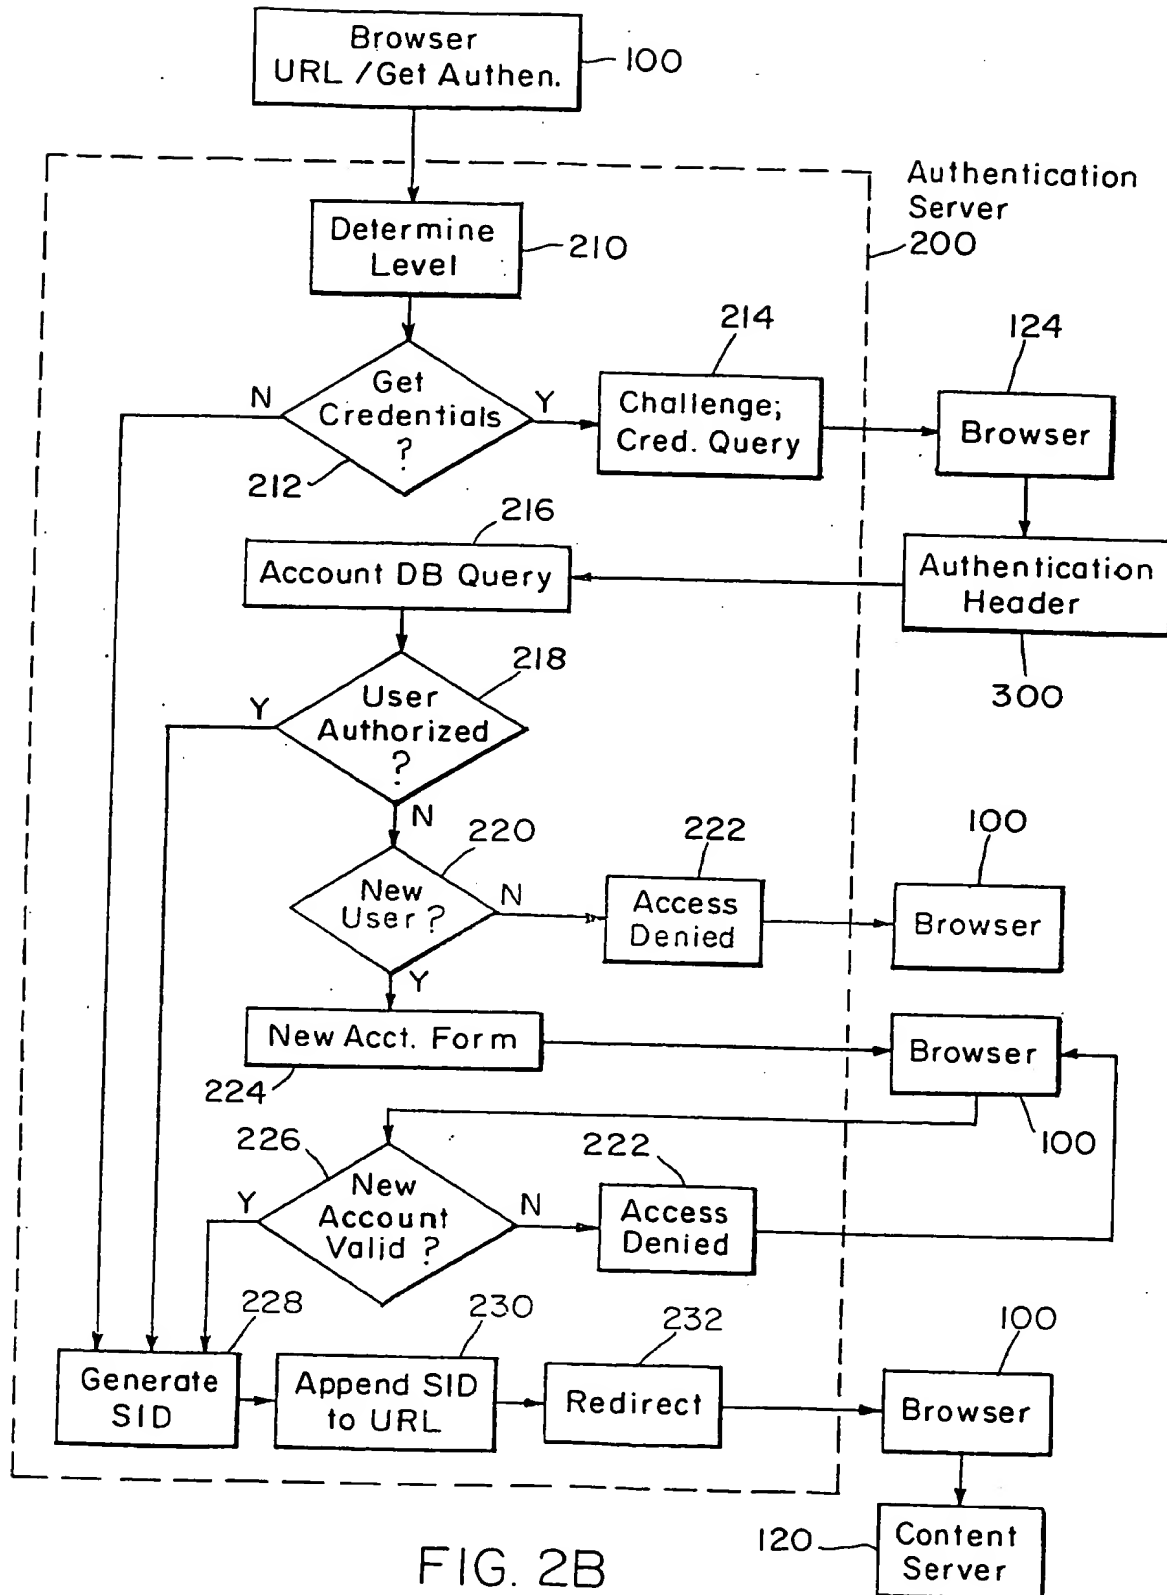 Browser
URL / Get Authen.
100
Authentication
Server
200
Determine
Level
210
214
124
N
Get
Credentials
?
Y
Challenge;
Cred. Query
Browser
212
216
Account DB Query
Authentication
Header
300
218
Y
User
Authorized
?
N
220
222
100
New
User ?
N
Access
Denied
Browser
Y
New Acct. Form
Browser
224
100
226
222
Y
New
Account
Valid ?
N
Access
Denied
228
230
232
100
Generate
SID
Append SID
to URL
Redirect
Browser
120
Content
Server
FIG. 2B